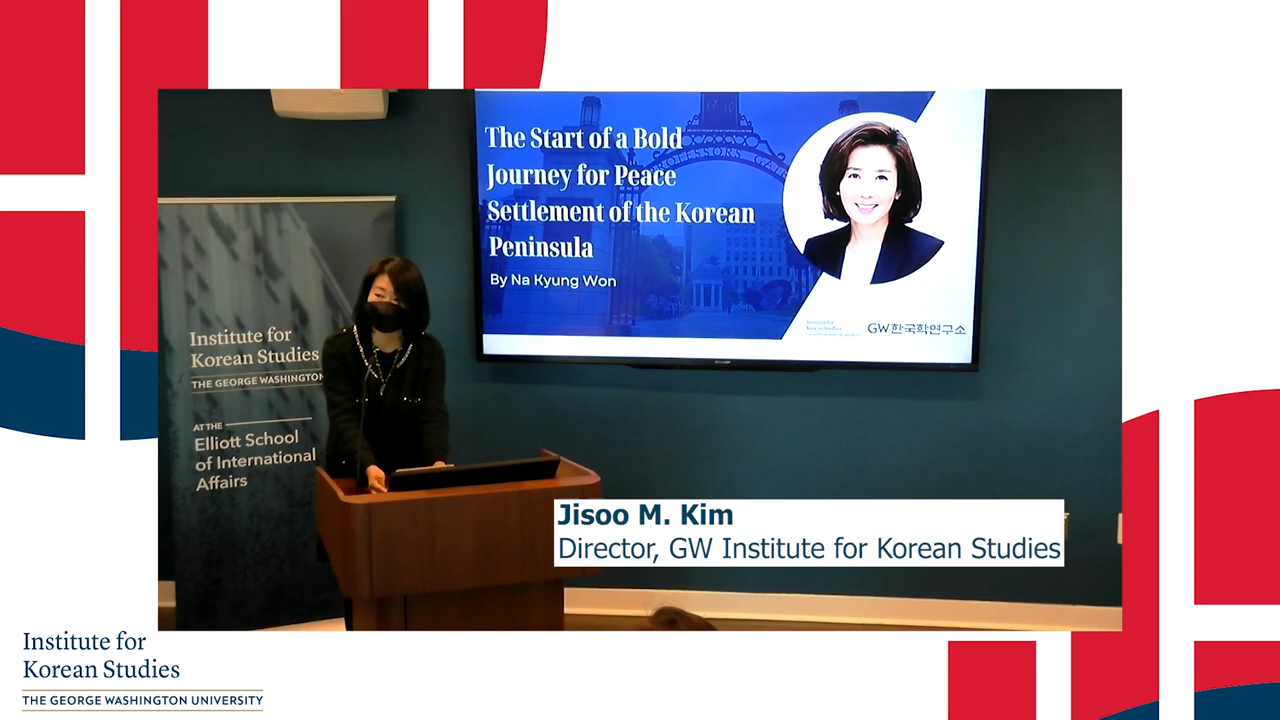 The Start of a Bold
Journey for Peace
Settlement of the Korean
Peninsula
By Na Kyung Won
PROFESSORS GATE
GW 한국학연구소
Institute for
Korean Studies
THE GEORGE WASHINGTON
AT THE
Elliott School
of International
Affairs
Jisoo M. Kim
Director, GW Institute for Korean Studies
Institute for
Korean Studies
THE GEORGE WASHINGTON UNIVERSITY